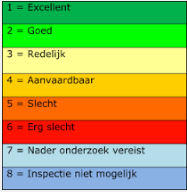 1 = Excellent
2 = Goed
3 = Redelijk
4 = Aanvaardbaar
5 = Slecht
6 = Erg slecht
7 = Nader onderzoek vereist
8 = Inspectie niet mogelijk